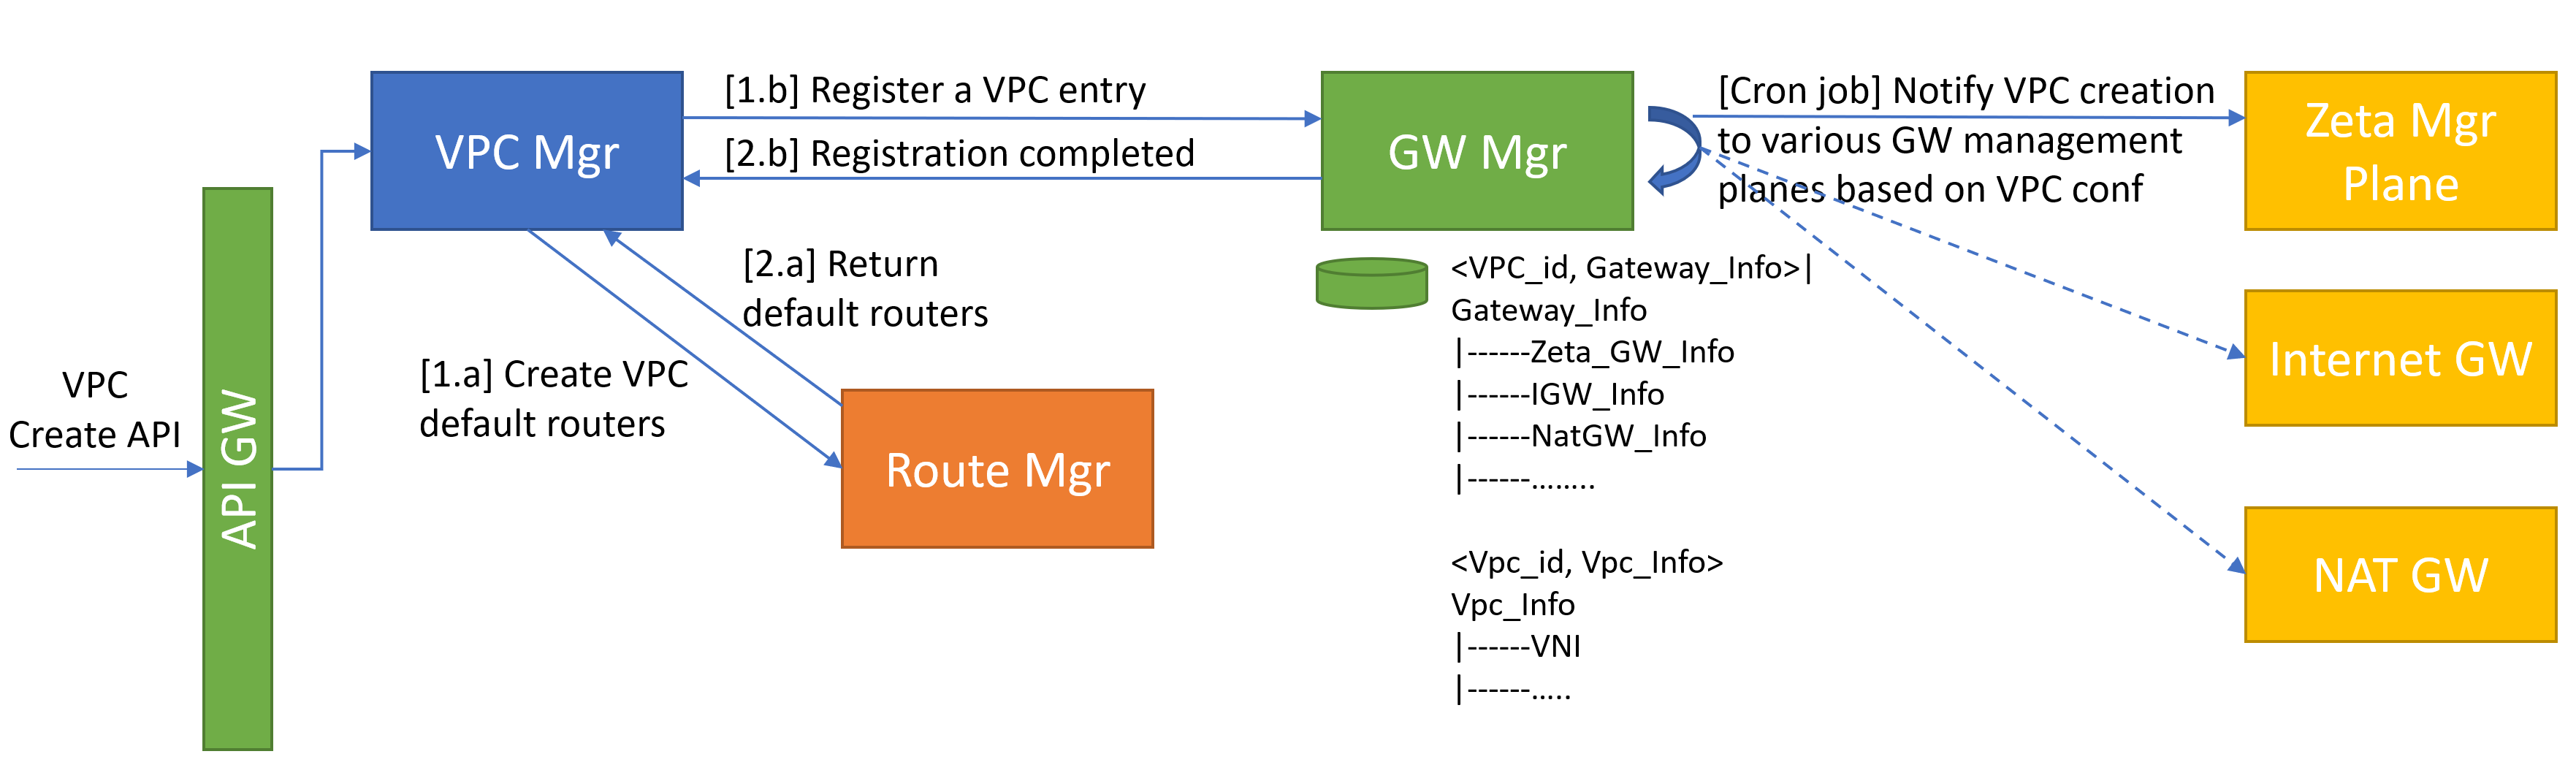 VPC
Create API
API GW
VPC Mgr
[1.b] Register a VPC entry
[2.b] Registration completed
[2.a] Return
default routers
[1.a] Create VPC
default routers
Route Mgr
GW Mgr
[Cron job] Notify VPC creation
to various GW management
planes based on VPC conf
<VPC_id, Gateway_Info>|
Gateway_Info
|------Zeta_GW_Info
|------IGW_Info
|------NatGW_Info
|------........
<Vpc_id, Vpc_Info>
Vpc_Info
|------VNI
|------.....
Zeta Mgr
Plane
Internet GW
NAT GW